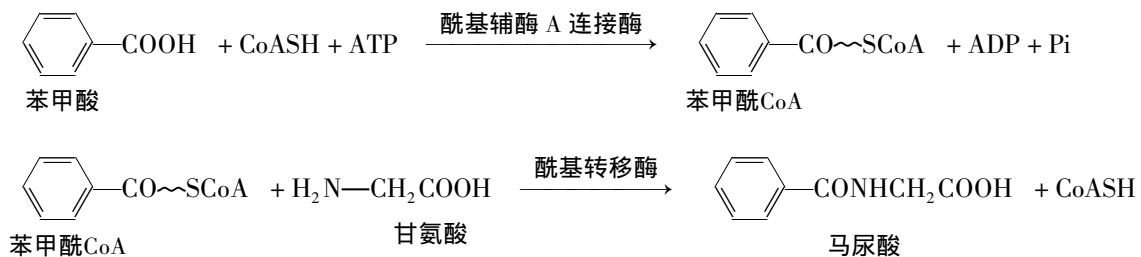 酰基辅酶 A 连接酶
COOH + CoASH + ATP CO~SCoA + ADP + Pi
苯甲酸 苯甲酰CoA
酰基转移酶
CO~SCoA + H₂N—CH₂COOH CONHCH₂COOH + CoASH
苯甲酰CoA 甘氨酸 马尿酸